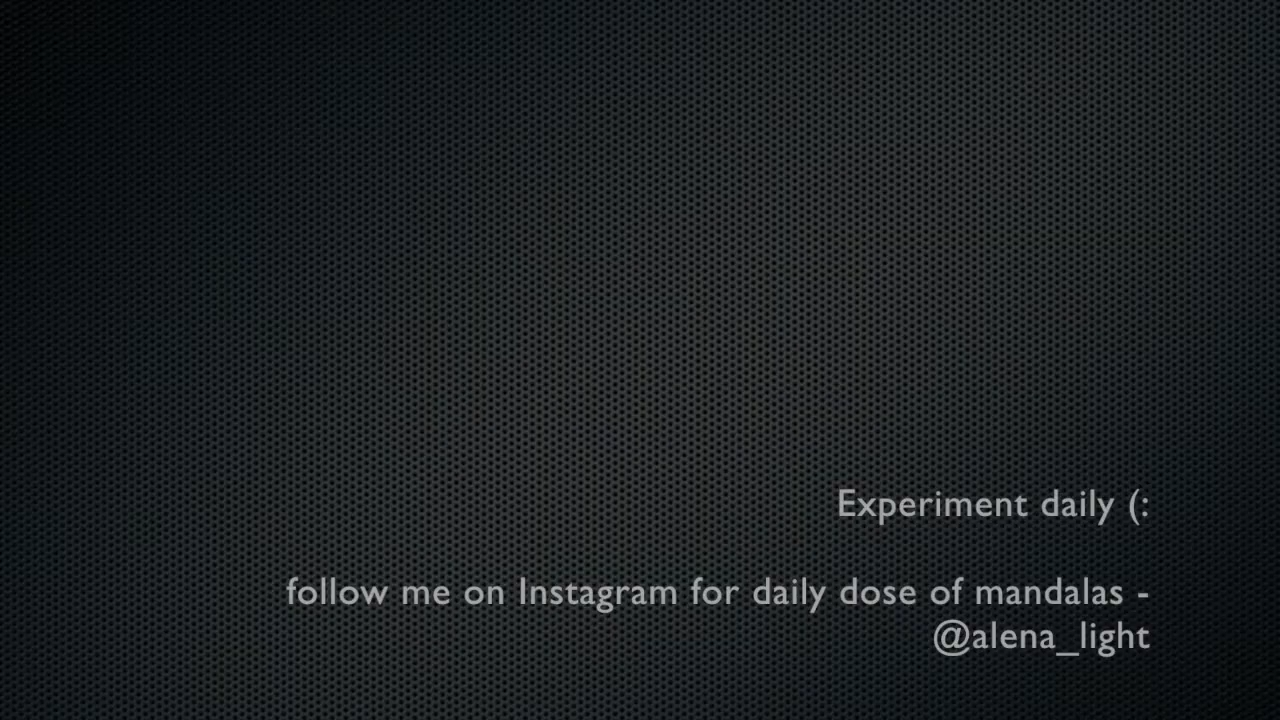 Experiment daily (:
follow me on Instagram for daily dose of mandalas -
@alena_light